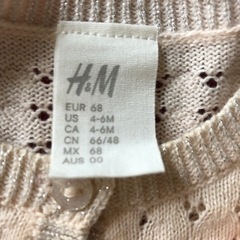 H&M
EUR 68
US 4-6M
CA 4-6M
CN 66/48
MX 68
AUS 00